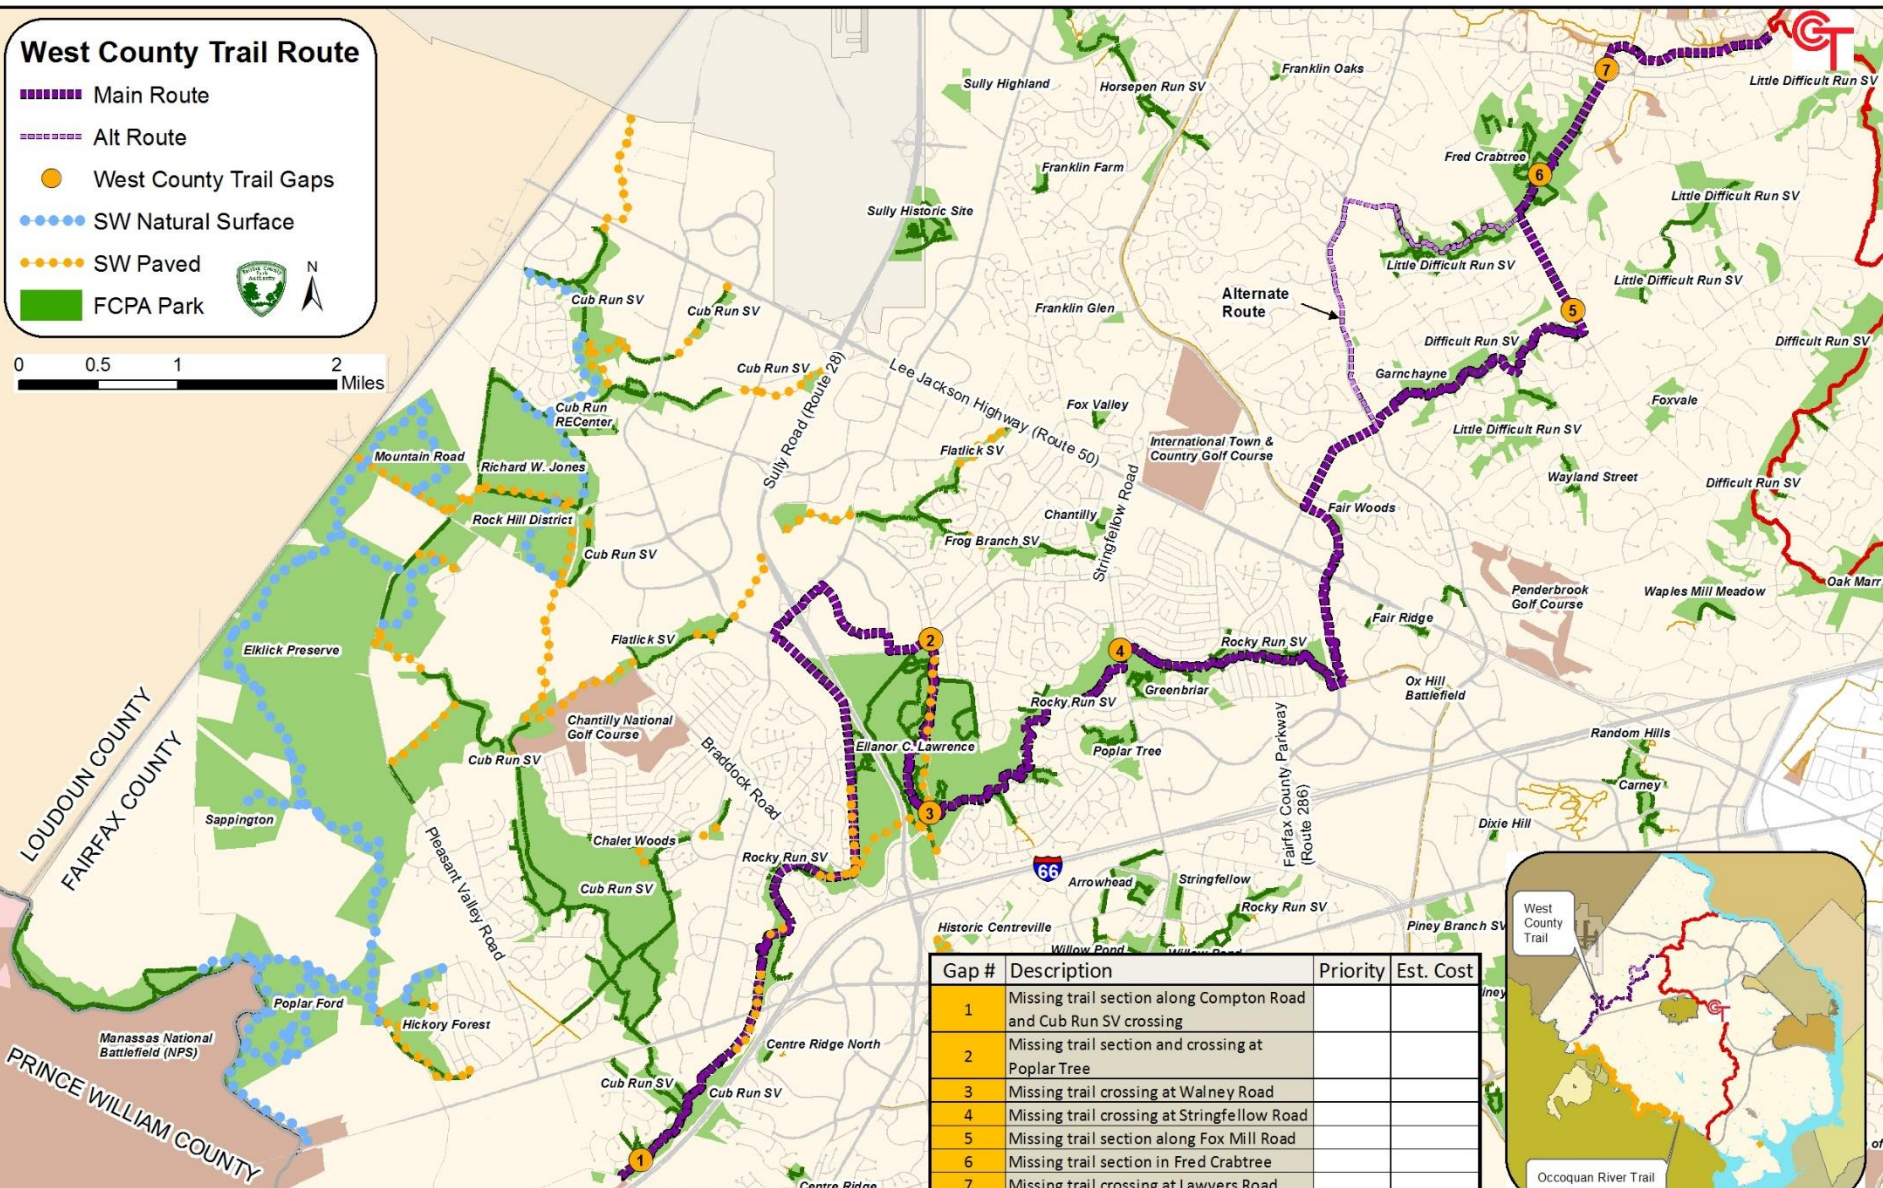 West County Trail Route
Main Route
Alt Route
West County Trail Gaps
SW Natural Surface
SW Paved
FCPA Park
N
0 0.5 1 2
Miles
CCT
Little Difficult Run SV
7
Sully Highland
Horsepen Run SV
Franklin Oaks
Fred Crabtree
6
Franklin Farm
Little Difficult Run SV
Sully Historic Site
Little Difficult Run SV
Little Difficult Run SV
Cub Run SV
Cub Run SV
Franklin Glen
Alternate
Route
5
Difficult Run SV
Difficult Run SV
Cub Run SV
Sully Road (Route 28)
Lee Jackson Highway (Route 50)
Garnchayne
Foxvale
Fox Valley
Cub Run
RECenter
Little Difficult Run SV
Mountain Road
Richard W. Jones
Flatlick SV
International Town &
Country Golf Course
Wayland Street
Difficult Run SV
Rock Hill District
Chantilly
Stringfellow Road
Fair Woods
Frog Branch SV
Cub Run SV
Oak Marr
Penderbrook
Golf Course
Waples Mill Meadow
Fair Ridge
Elklick Preserve
Flatlick SV
2
4
Rocky Run SV
Greenbriar
Ox Hill
Battlefield
Rocky Run SV
Chantilly National
Golf Course
Random Hills
Ellanor C. Lawrence
Poplar Tree
Cub Run SV
Braddock Road
Fairfax County Parkway
(Route 286)
Carney
LOUDOUN COUNTY
FAIRFAX COUNTY
Sappington
3
Dixie Hill
Chalet Woods
Rocky Run SV
66
Pleasant Valley Road
Cub Run SV
Arrowhead
Stringfellow
Rocky Run SV
Historic Centreville
Piney Branch SV
Willow Pond
Poplar Ford
Hickory Forest
Manassas National
Battlefield (NPS)
PRINCE WILLIAM COUNTY
Centre Ridge North
Cub Run SV
Cub Run SV
1
Centre Ridge
Gap # Description Priority Est. Cost
1 Missing trail section along Compton Road
and Cub Run SV crossing
2 Missing trail section and crossing at
Poplar Tree
3 Missing trail crossing at Walney Road
4 Missing trail crossing at Stringfellow Road
5 Missing trail section along Fox Mill Road
6 Missing trail section in Fred Crabtree
7 Missing trail crossing at Lawyers Road
West
County
Trail
CCT
Occoquan River Trail